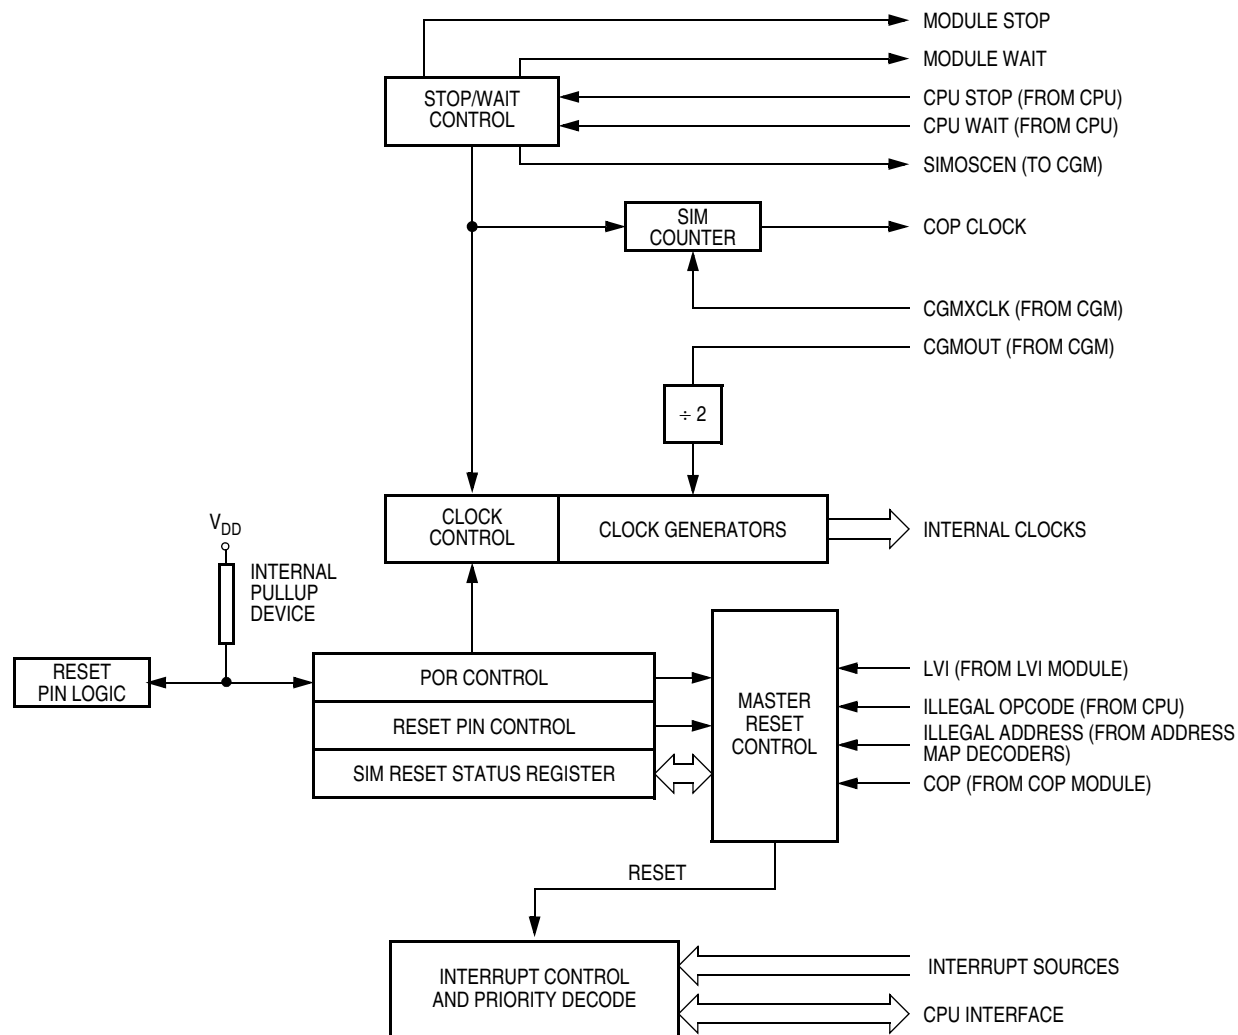 MODULE STOP
MODULE WAIT
STOP/WAIT
CONTROL
CPU STOP (FROM CPU)
CPU WAIT (FROM CPU)
SIMOSCEN (TO CGM)
SIM
COUNTER
COP CLOCK
CGMXCLK (FROM CGM)
CGMOUT (FROM CGM)
÷ 2
CLOCK
CONTROL
CLOCK GENERATORS
INTERNAL CLOCKS
VDD
INTERNAL
PULLUP
DEVICE
RESET
PIN LOGIC
POR CONTROL
RESET PIN CONTROL
SIM RESET STATUS REGISTER
MASTER
RESET
CONTROL
LVI (FROM LVI MODULE)
ILLEGAL OPCODE (FROM CPU)
ILLEGAL ADDRESS (FROM ADDRESS
MAP DECODERS)
COP (FROM COP MODULE)
RESET
INTERRUPT CONTROL
AND PRIORITY DECODE
INTERRUPT SOURCES
CPU INTERFACE